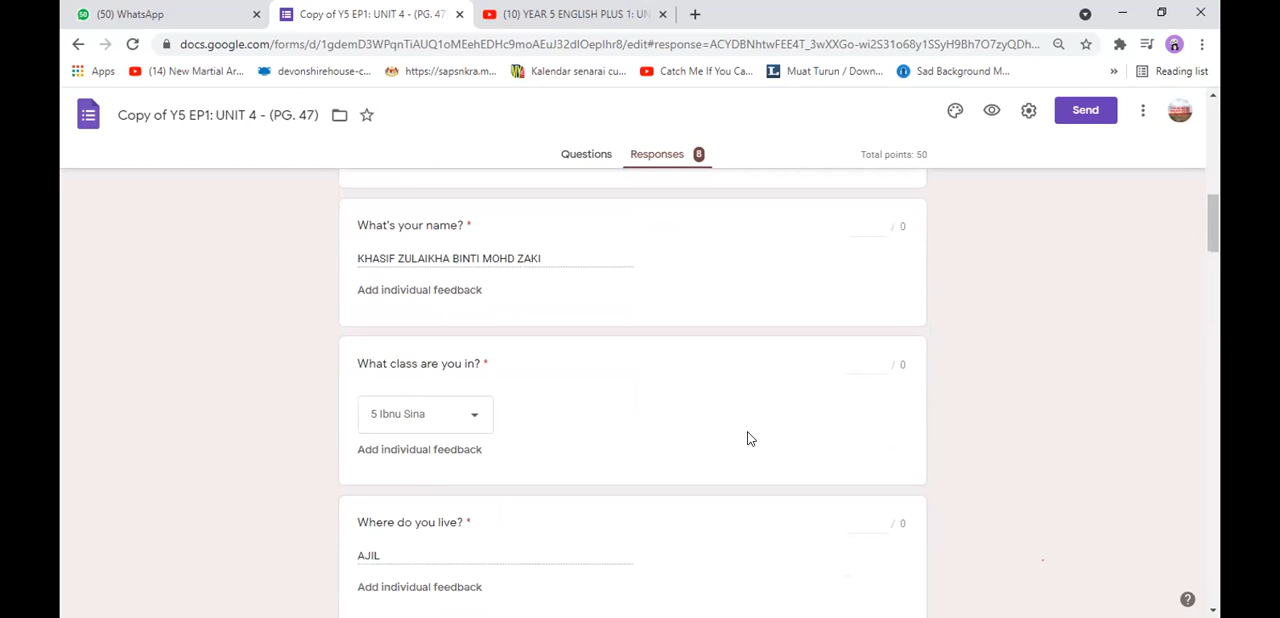 (50) WhatsApp
Copy of Y5 EP1: UNIT 4 - (PG. 47)
(10) YEAR 5 ENGLISH PLUS 1: UN
docs.google.com/forms/d/1gdemD3WPqnTiAUQ1oMEehEDHc9moAEuJ32dIOepIhr8/edit#response=ACYDBNhtwFEE4T_3wXXGo-wi2S31o68y1SSyH9Bh7O7zyQDh...
Apps
(14) New Martial Ar...
devonshirehouse-c...
https://sapsnkra.m...
Kalendar senarai cu...
Catch Me If You Ca...
Muat Turun / Down...
Sad Background M...
»
Reading list
Copy of Y5 EP1: UNIT 4 - (PG. 47)
Send
Questions
Responses
8
Total points: 50
What's your name? *
/ 0
KHASIF ZULAIKHA BINTI MOHD ZAKI
Add individual feedback
What class are you in? *
/ 0
5 Ibnu Sina
Add individual feedback
Where do you live? *
/ 0
AJIL
Add individual feedback